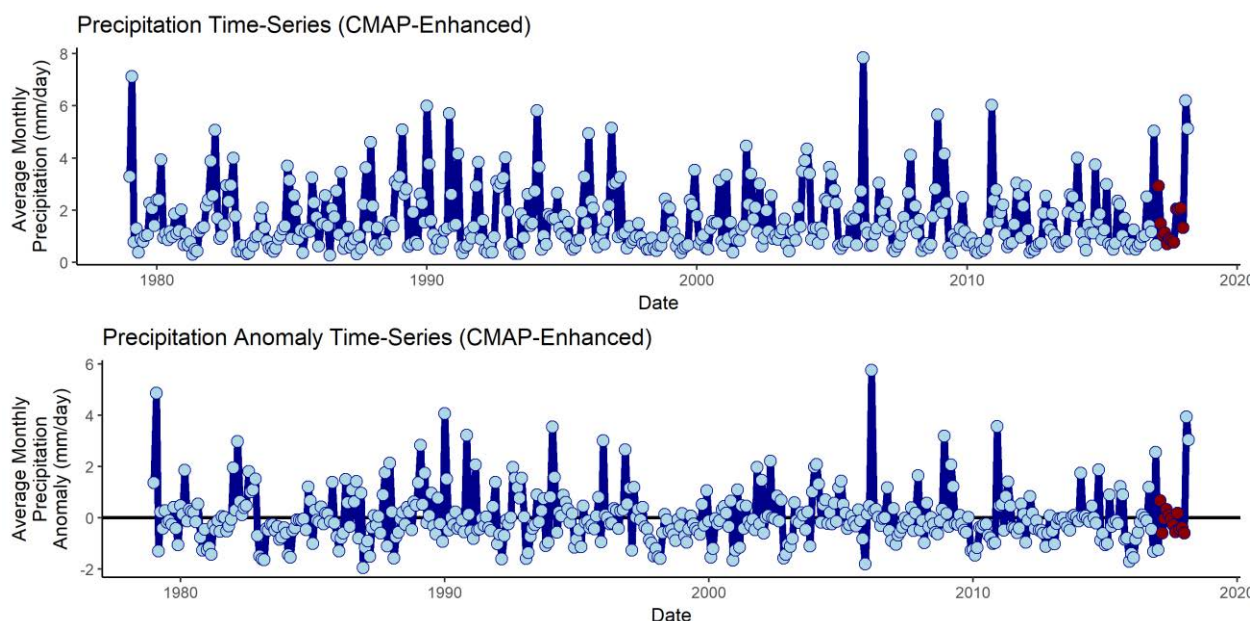 Precipitation Time-Series (CMAP-Enhanced)
Average Monthly
Precipitation (mm/day)
8
6
4
2
0
1980
1990
2000
2010
2020
Date
Precipitation Anomaly Time-Series (CMAP-Enhanced)
Average Monthly
Precipitation
Anomaly (mm/day)
6
4
2
0
-2
1980
1990
2000
2010
2020
Date